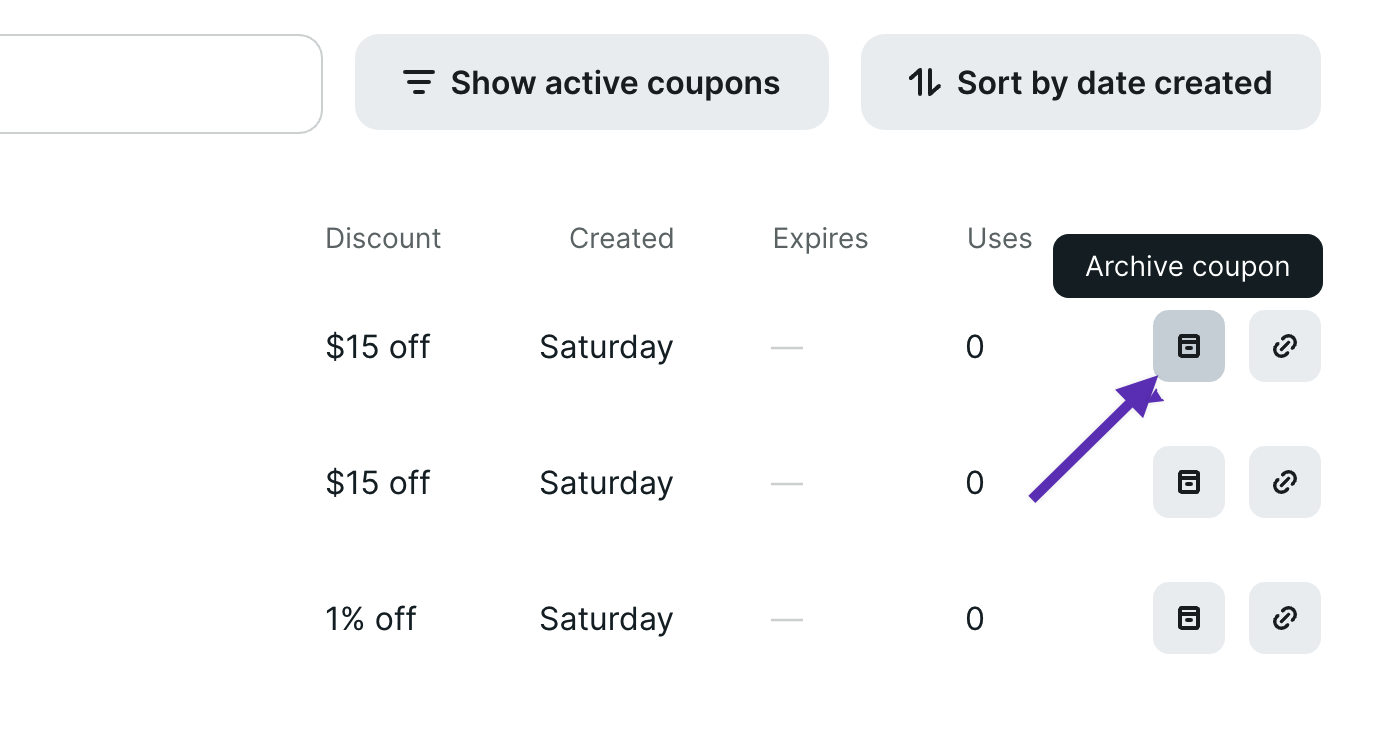 Show active coupons
Sort by date created
Discount Created Expires Uses
Archive coupon
$15 off Saturday — 0
$15 off Saturday — 0
1% off Saturday — 0